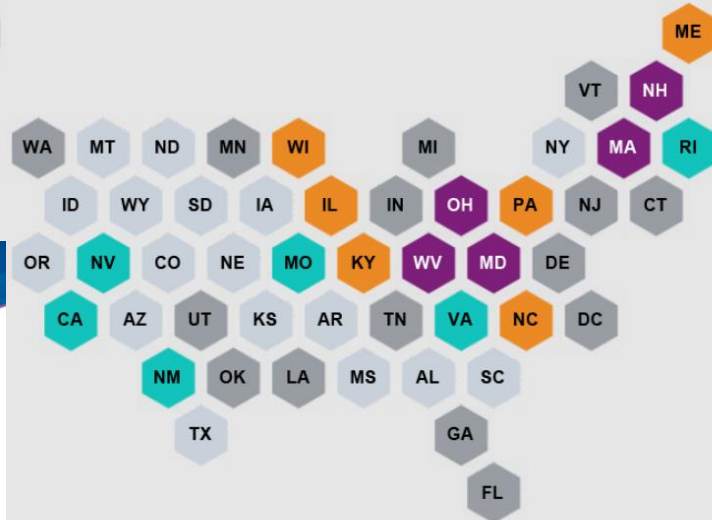 ME
VT NH
WA MT ND MN WI MI NY MA RI
ID WY SD IA IL IN OH PA NJ CT
OR NV CO NE MO KY WV MD DE
CA AZ UT KS AR TN VA NC DC
NM OK LA MS AL SC
TX GA
FL